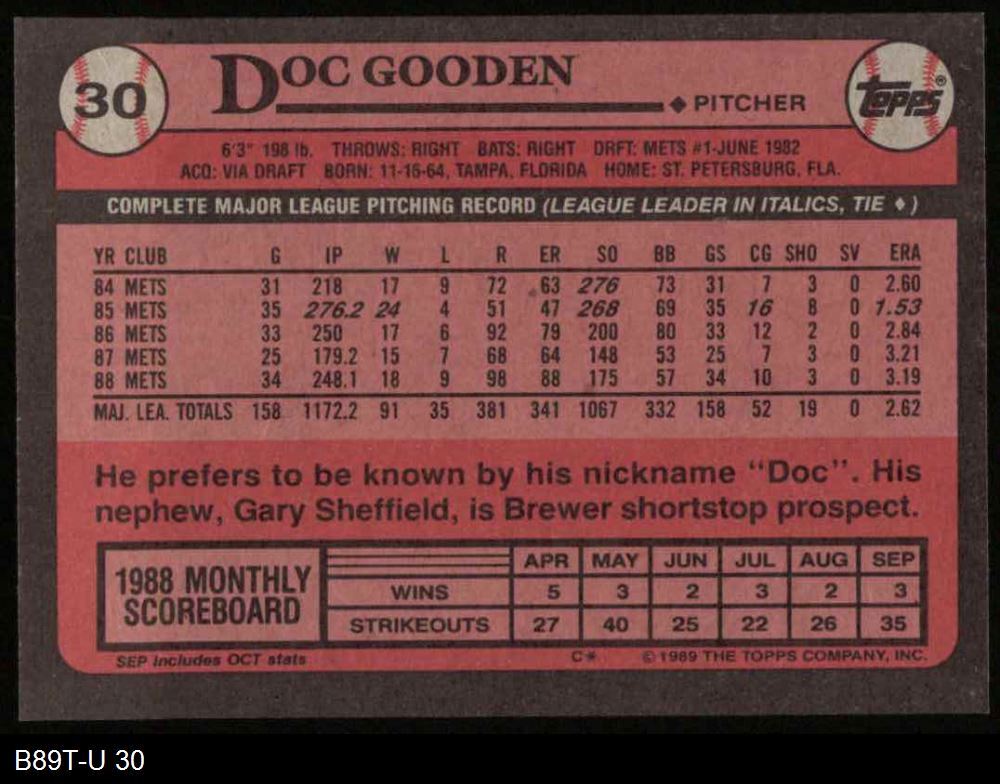 30
DOC GOODEN
◆ PITCHER
TOPPS®
6'3" 198 lb. THROWS: RIGHT BATS: RIGHT DRFT: METS #1-JUNE 1982
ACQ: VIA DRAFT BORN: 11-16-64, TAMPA, FLORIDA HOME: ST. PETERSBURG, FLA.
COMPLETE MAJOR LEAGUE PITCHING RECORD (LEAGUE LEADER IN ITALICS, TIE ♦)
YR CLUB G IP W L R ER SO BB GS CG SHO SV ERA
84 METS 31 218 17 9 72 63 276 73 31 7 3 0 2.60
85 METS 35 276.2 24 4 51 47 268 69 35 16 8 0 1.53
86 METS 33 250 17 6 92 79 200 80 33 12 2 0 2.84
87 METS 25 179.2 15 7 68 64 148 53 25 7 3 0 3.21
88 METS 34 248.1 18 9 98 88 175 57 34 10 3 0 3.19
MAJ. LEA. TOTALS 158 1172.2 91 35 381 341 1067 332 158 52 19 0 2.62
He prefers to be known by his nickname "Doc". His
nephew, Gary Sheffield, is Brewer shortstop prospect.
1988 MONTHLY
SCOREBOARD
APR MAY JUN JUL AUG SEP
WINS 5 3 2 3 2 3
STRIKEOUTS 27 40 25 22 26 35
SEP includes OCT stats
C* © 1989 THE TOPPS COMPANY, INC.
B89T-U 30